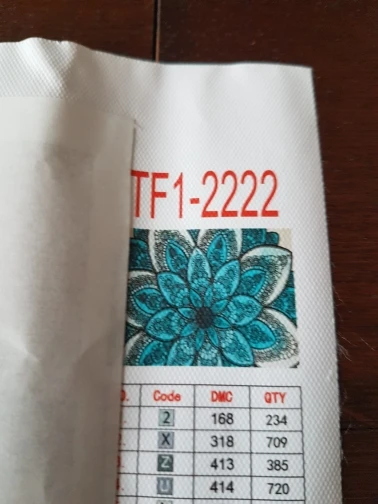 TF1-2222
Code DMC QTY
2 168 234
X 318 709
Z 413 385
U 414 720